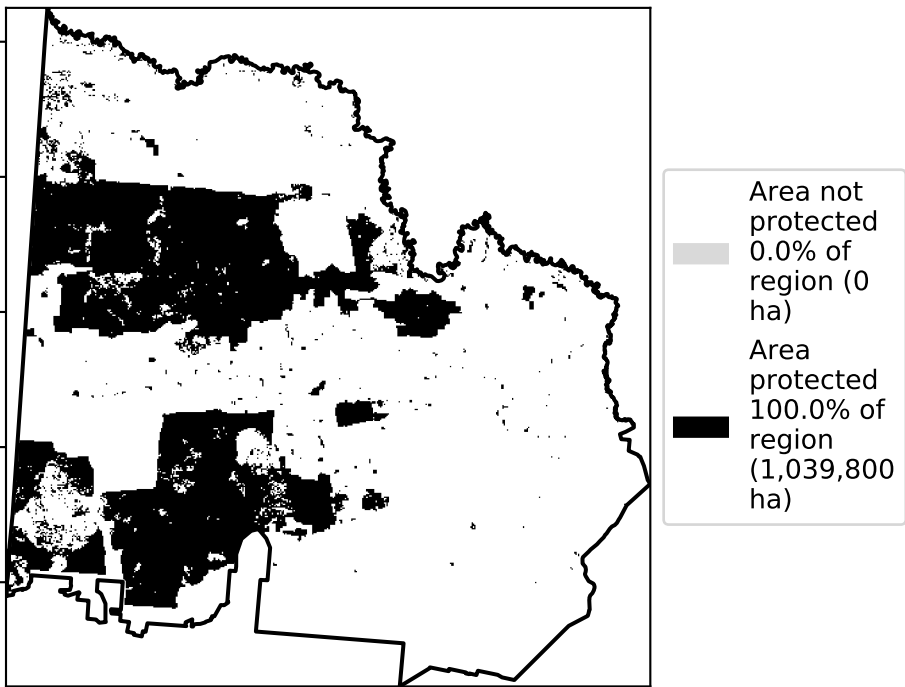 Area not
protected
0.0% of
region (0
ha)
Area
protected
100.0% of
region
(1,039,800
ha)